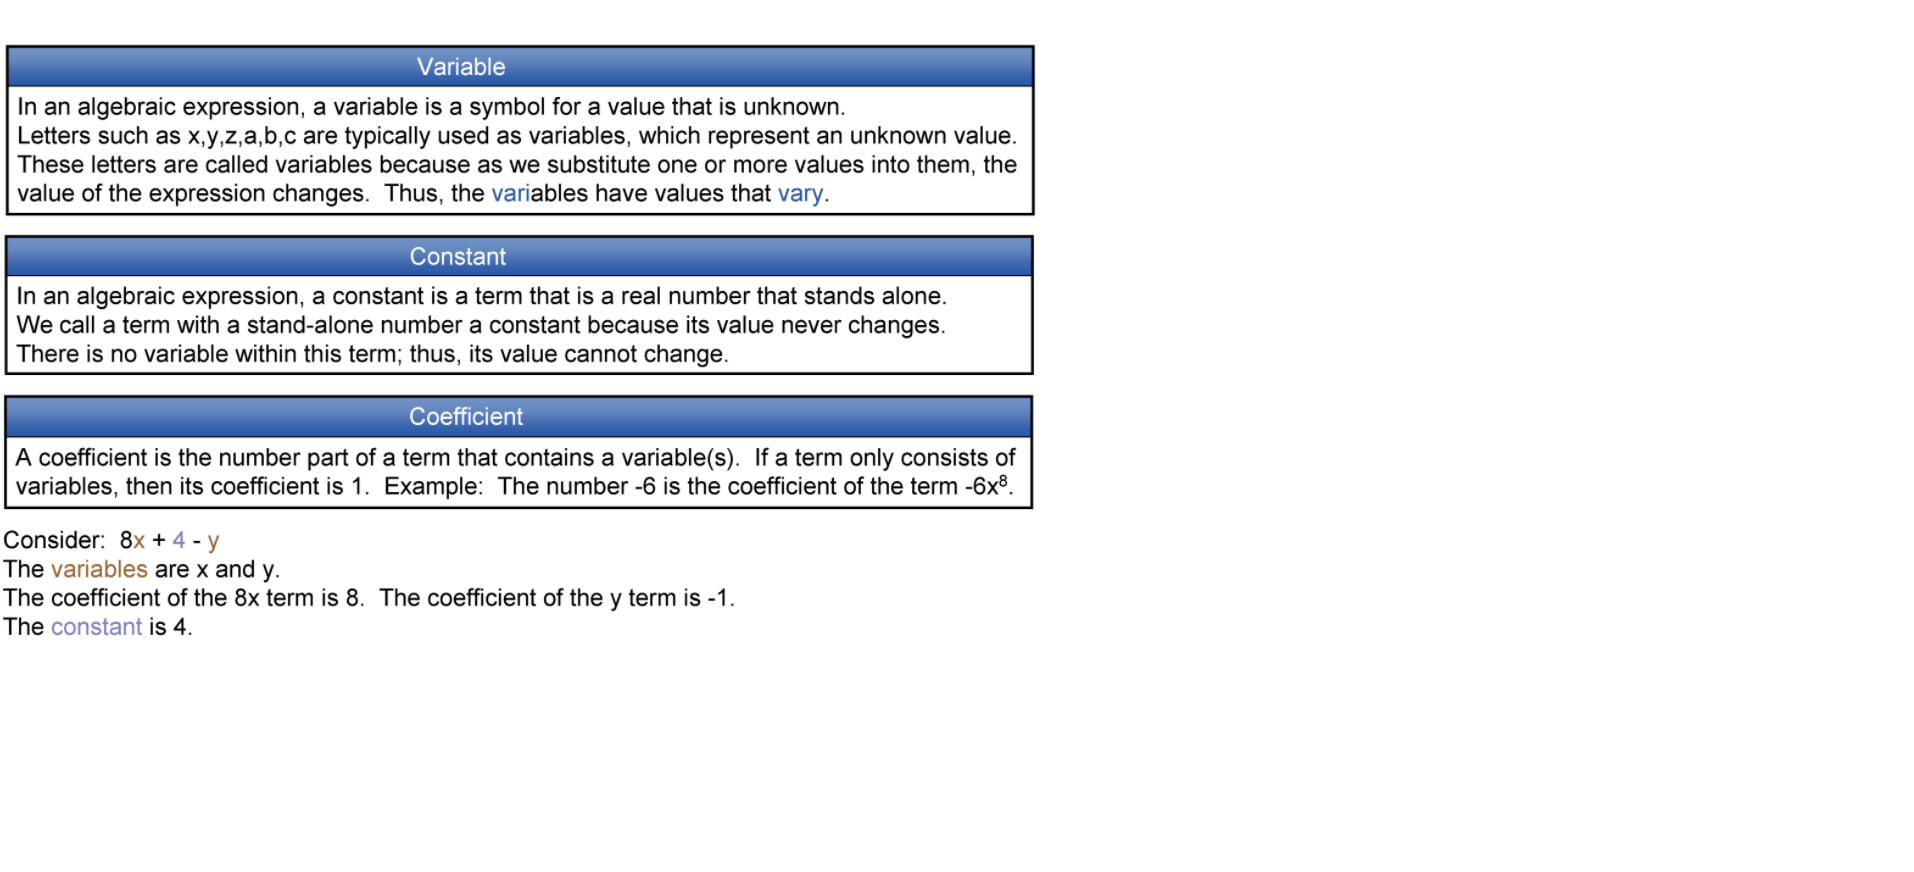 Variable
In an algebraic expression, a variable is a symbol for a value that is unknown.
Letters such as x,y,z,a,b,c are typically used as variables, which represent an unknown value.
These letters are called variables because as we substitute one or more values into them, the
value of the expression changes.  Thus, the variables have values that vary.
Constant
In an algebraic expression, a constant is a term that is a real number that stands alone.
We call a term with a stand-alone number a constant because its value never changes.
There is no variable within this term; thus, its value cannot change.
Coefficient
A coefficient is the number part of a term that contains a variable(s).  If a term only consists of
variables, then its coefficient is 1.  Example:  The number -6 is the coefficient of the term -6x⁸.
Consider:  8x + 4 - y
The variables are x and y.
The coefficient of the 8x term is 8.  The coefficient of the y term is -1.
The constant is 4.